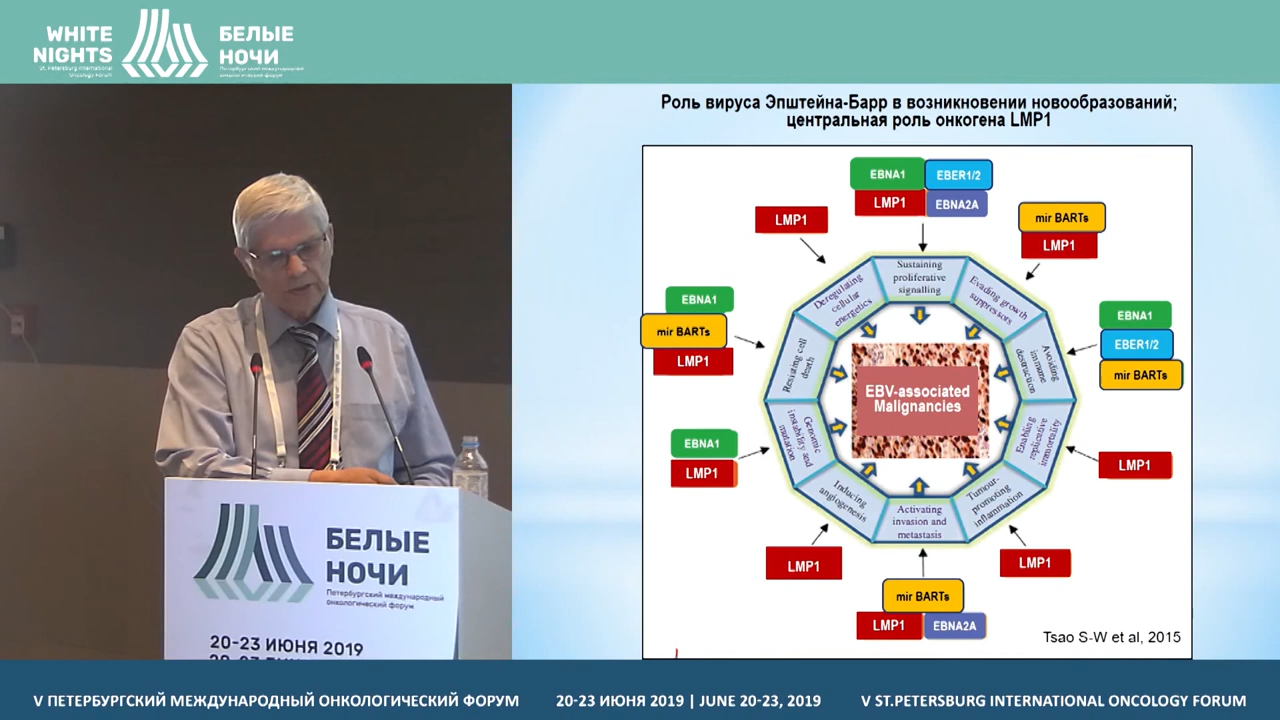 WHITE
NIGHTS
St. Petersburg International
Oncology Forum
БЕЛЫЕ
НОЧИ
Петербургский международный
онкологический форум
Роль вируса Эпштейна-Барр в возникновении новообразований;
центральная роль онкогена LMP1
EBNA1
EBER1/2
LMP1
EBNA2A
LMP1
mir BARTs
LMP1
EBNA1
mir BARTs
LMP1
EBNA1
EBER1/2
mir BARTs
EBNA1
LMP1
LMP1
LMP1
LMP1
mir BARTs
LMP1
EBNA2A
Sustaining
proliferative
signalling
Evading growth
suppressors
Avoiding
immune
destruction
Enabling
replicative
immortality
Tumour-
promoting
inflammation
Activating
invasion and
metastasis
Inducing
angiogenesis
Genomic
instability and
mutation
Resisting cell
death
Deregulating
cellular
energetics
EBV-associated
Malignancies
Tsao S-W et al, 2015
БЕЛЫЕ
НОЧИ
Петербургский международный
онкологический форум
20-23 ИЮНЯ 2019
V ПЕТЕРБУРГСКИЙ МЕЖДУНАРОДНЫЙ ОНКОЛОГИЧЕСКИЙ ФОРУМ
20-23 ИЮНЯ 2019 | JUNE 20-23, 2019
V ST.PETERSBURG INTERNATIONAL ONCOLOGY FORUM